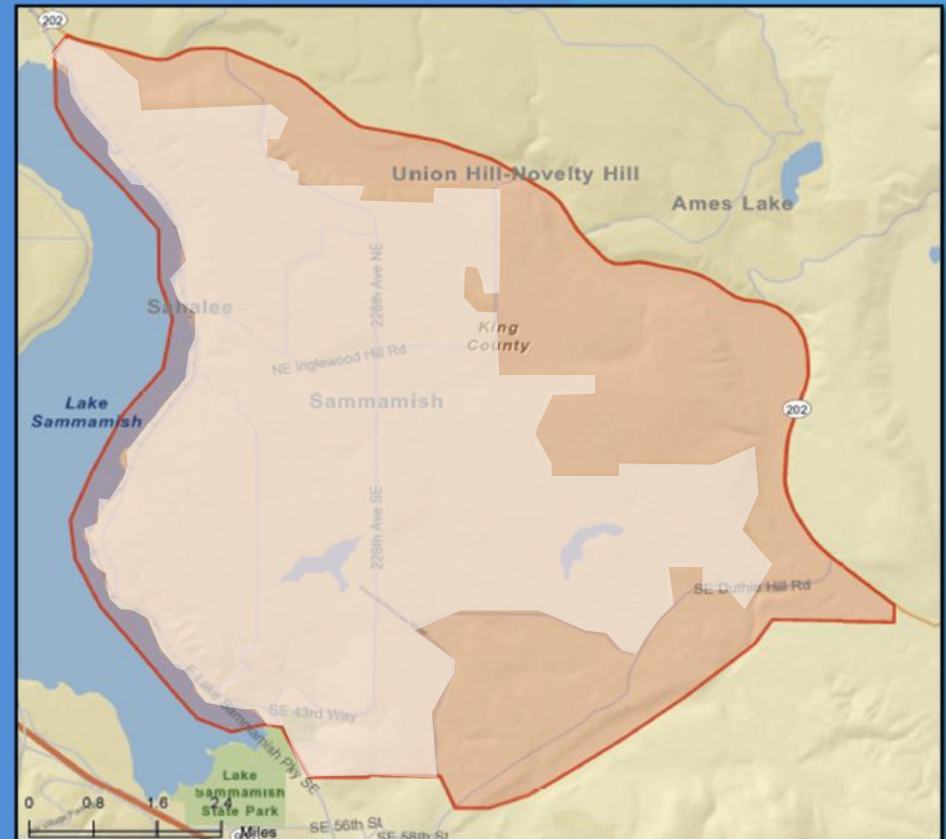 202
Union Hill-Novelty Hill
Ames Lake
228th Ave NE
Sahalee
King
County
NE Inglewood Hill Rd
Lake
Sammamish
Sammamish
202
228th Ave SE
SE Duthie Hill Rd
E Lake Sammamish Pky SE
SE 43rd Way
Lake
Sammamish
State Park
0 0.8 1.6 2.4
Miles
SE 56th St
SE 58th St